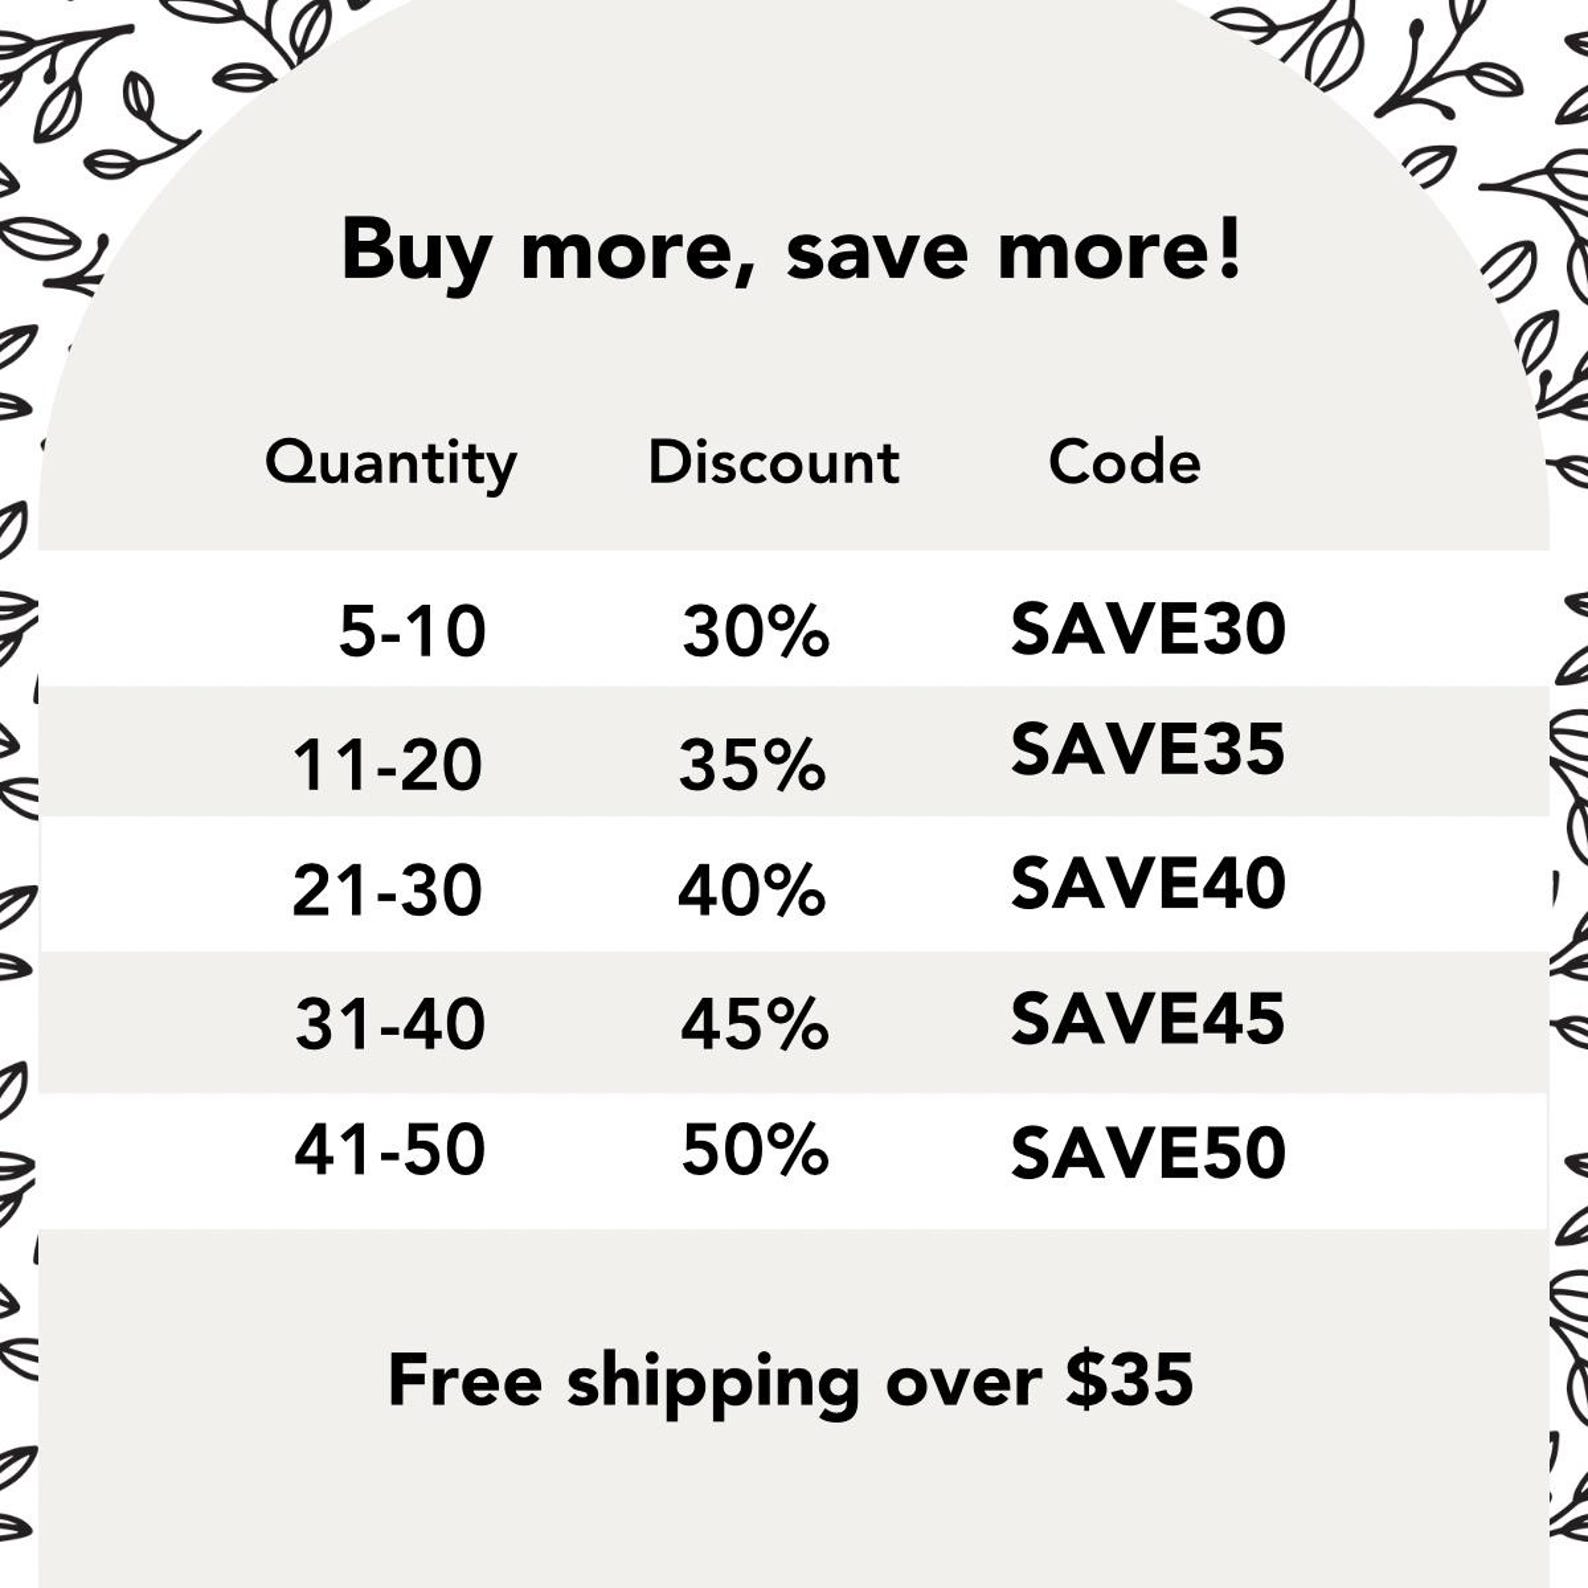 Buy more, save more!
Quantity Discount Code
5-10 30% SAVE30
11-20 35% SAVE35
21-30 40% SAVE40
31-40 45% SAVE45
41-50 50% SAVE50
Free shipping over $35